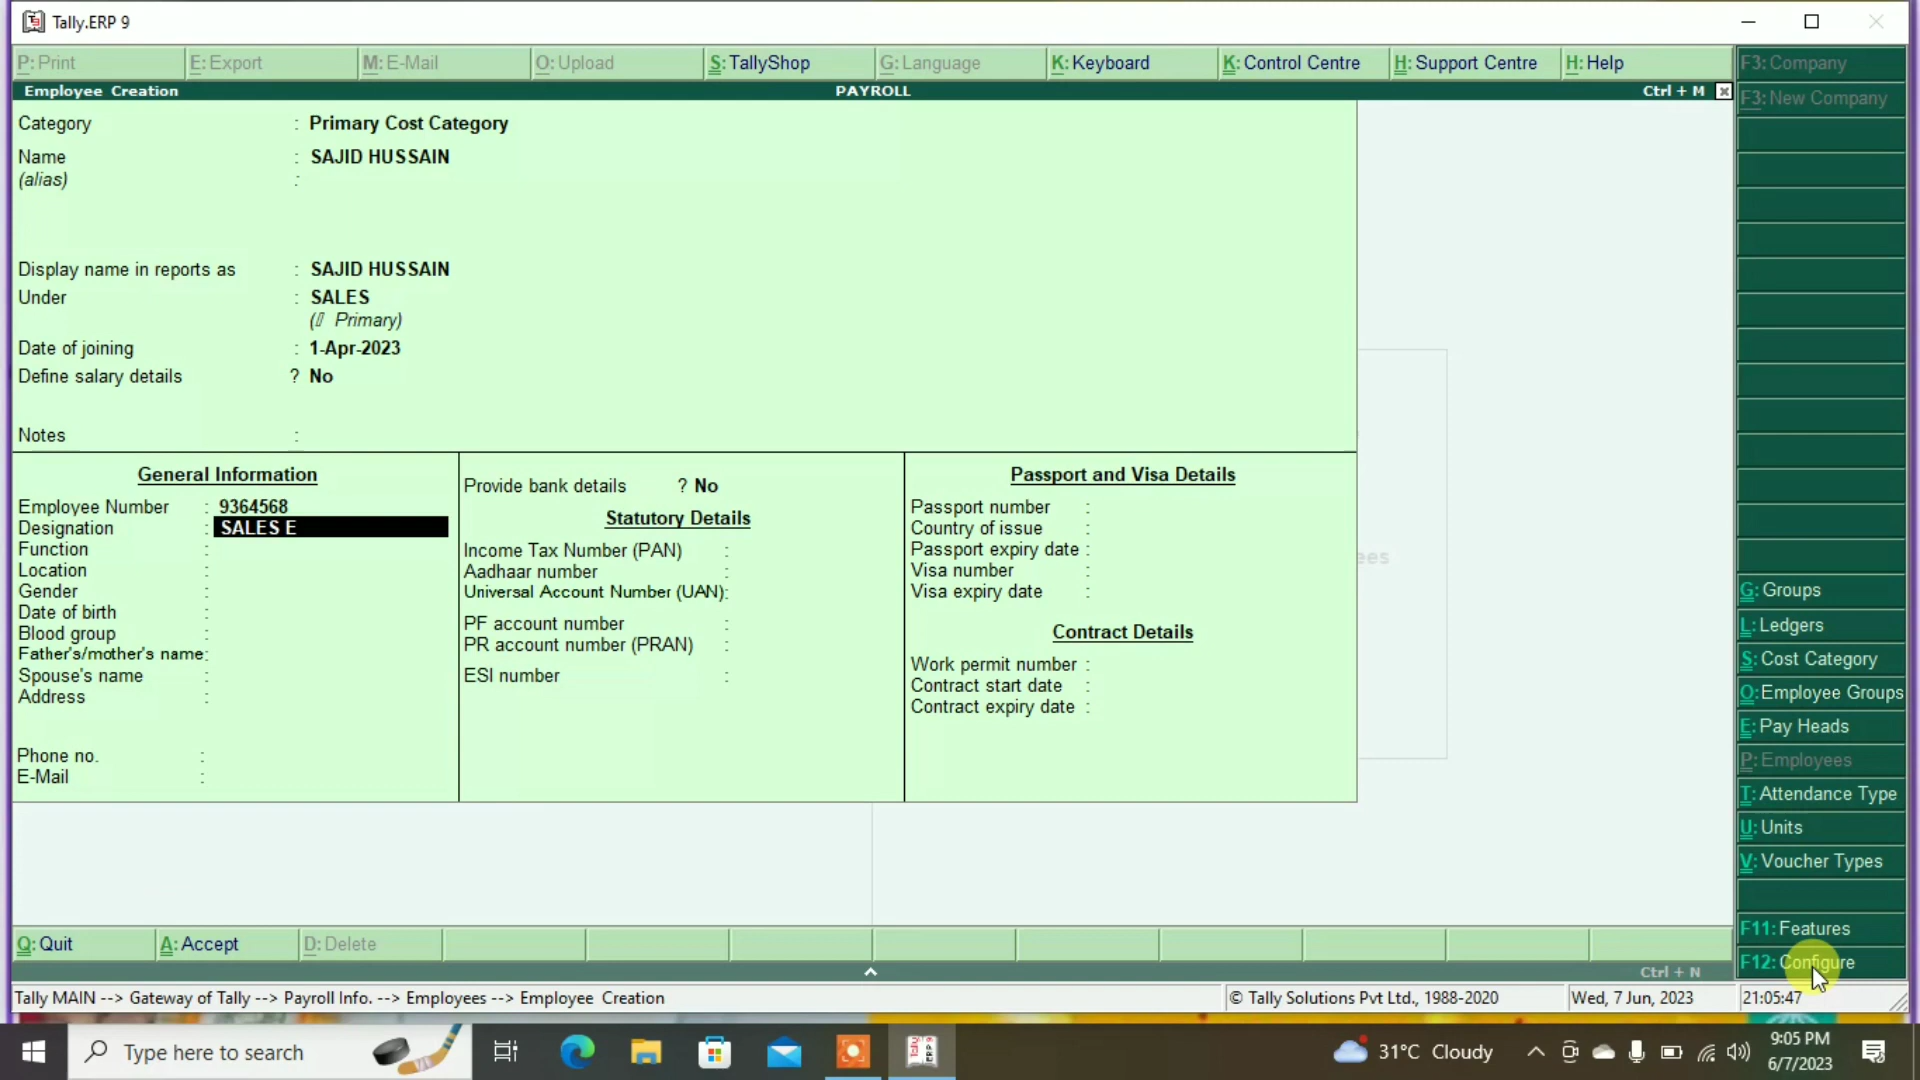 Tally.ERP 9
P: Print
E: Export
M: E-Mail
O: Upload
S: TallyShop
G: Language
K: Keyboard
K: Control Centre
H: Support Centre
H: Help
F3: Company
Employee Creation
PAYROLL
Ctrl + M
F3: New Company
Category : Primary Cost Category
Name : SAJID HUSSAIN
(alias) :
Display name in reports as : SAJID HUSSAIN
Under : SALES
( Primary)
Date of joining : 1-Apr-2023
Define salary details ? No
Notes :
General Information
Employee Number : 9364568
Designation : SALES E
Function :
Location :
Gender :
Date of birth :
Blood group :
Father's/mother's name:
Spouse's name :
Address :
Phone no. :
E-Mail :
Provide bank details ? No
Statutory Details
Income Tax Number (PAN) :
Aadhaar number :
Universal Account Number (UAN):
PF account number :
PR account number (PRAN) :
ESI number :
Passport and Visa Details
Passport number :
Country of issue :
Passport expiry date :
Visa number :
Visa expiry date :
Contract Details
Work permit number :
Contract start date :
Contract expiry date :
ees
G: Groups
L: Ledgers
S: Cost Category
O: Employee Groups
E: Pay Heads
P: Employees
T: Attendance Type
U: Units
V: Voucher Types
F11: Features
F12: Configure
Q: Quit
A: Accept
D: Delete
Ctrl + N
Tally MAIN --> Gateway of Tally --> Payroll Info. --> Employees --> Employee Creation
© Tally Solutions Pvt Ltd., 1988-2020
Wed, 7 Jun, 2023
21:05:47
Type here to search
31°C Cloudy
9:05 PM
6/7/2023